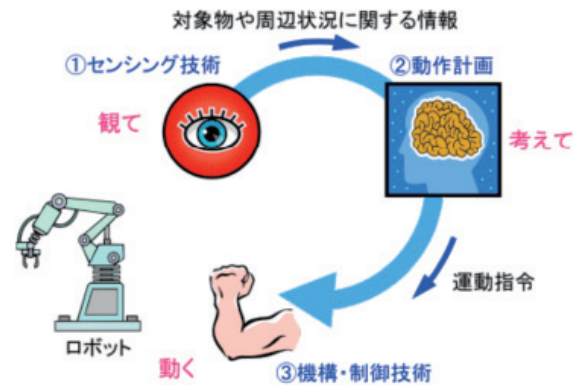 対象物や周辺状況に関する情報
①センシング技術
②動作計画
観て
考えて
運動指令
ロボット
動く
③機構・制御技術